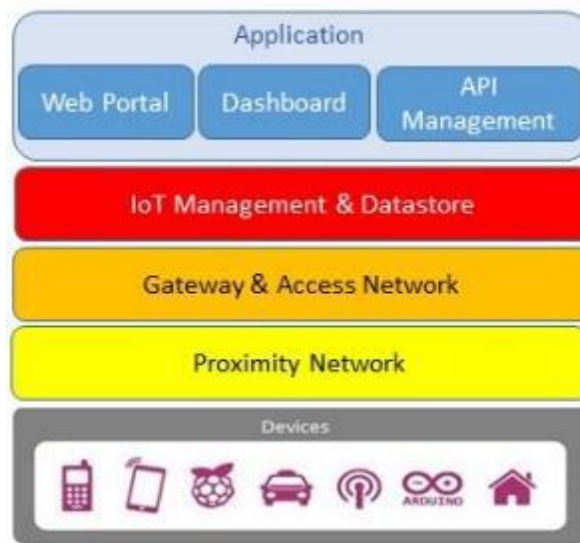 Application
Web Portal
Dashboard
API
Management
IoT Management & Datastore
Gateway & Access Network
Proximity Network
Devices
ARDUINO